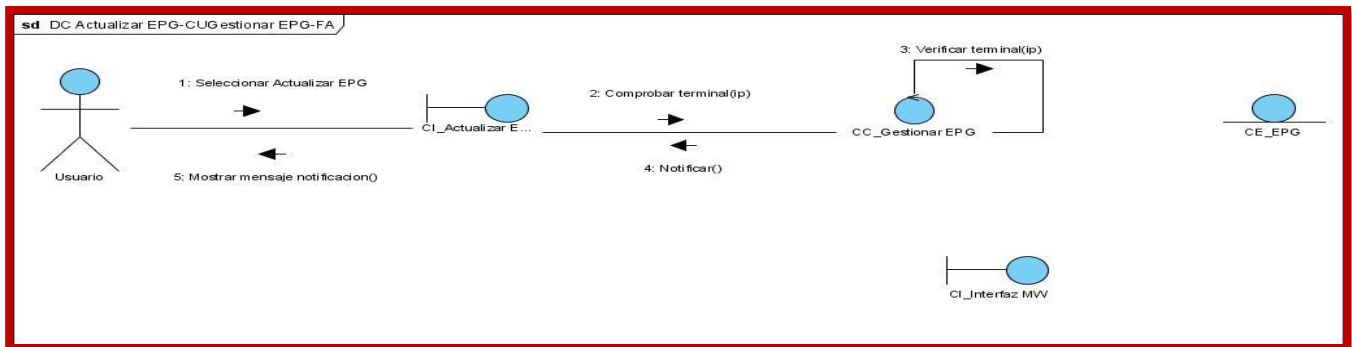 sd DC Actualizar EPG-CUGestionar EPG-FA
3: Verificar terminal(ip)
1: Seleccionar Actualizar EPG
2: Comprobar terminal(ip)
CI_Actualizar E...
CC_Gestionar EPG
CE_EPG
Usuario
5: Mostrar mensaje notificacion()
4: Notificar()
CI_Interfaz MW